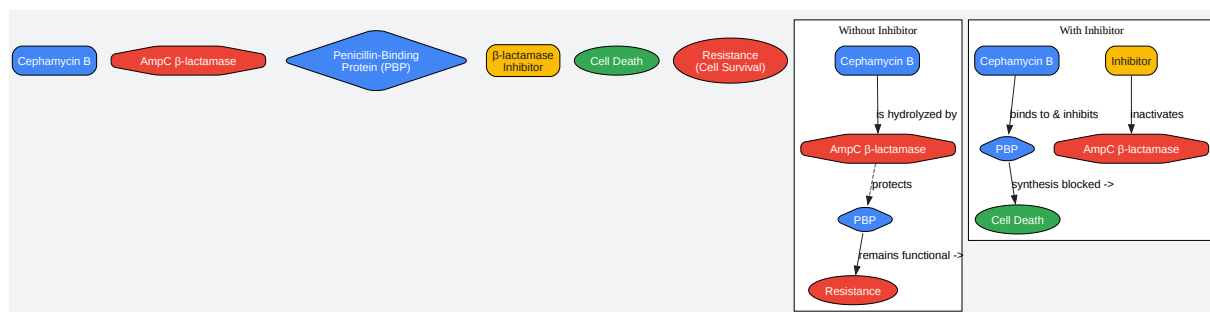 Cephamycin B
AmpC β-lactamase
Penicillin-Binding
Protein (PBP)
β-lactamase
Inhibitor
Cell Death
Resistance
(Cell Survival)
Without Inhibitor
Cephamycin B
is hydrolyzed by
AmpC β-lactamase
protects
PBP
remains functional ->
Resistance
With Inhibitor
Cephamycin B
Inhibitor
binds to & inhibits
inactivates
PBP
AmpC β-lactamase
synthesis blocked ->
Cell Death